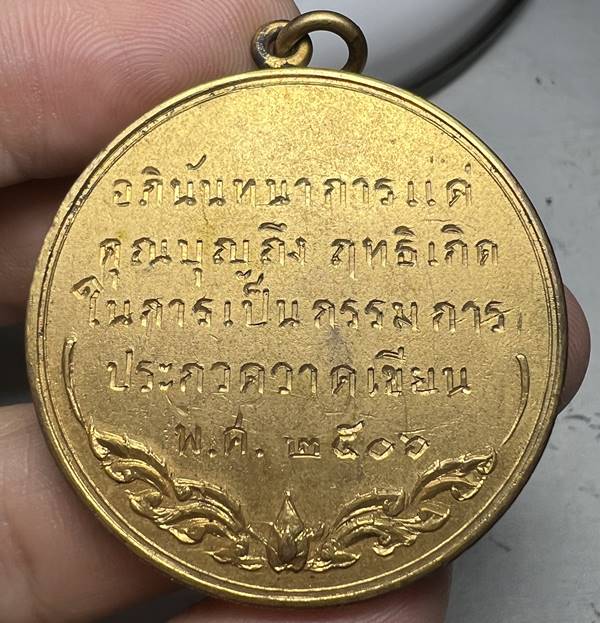 อภินันทนาการแด่
คุณบุญถึง ฤทธิเกิด
ในการเป็นกรรมการ
ประกวดวาดเขียน
พ.ศ. ๒๕๐๖